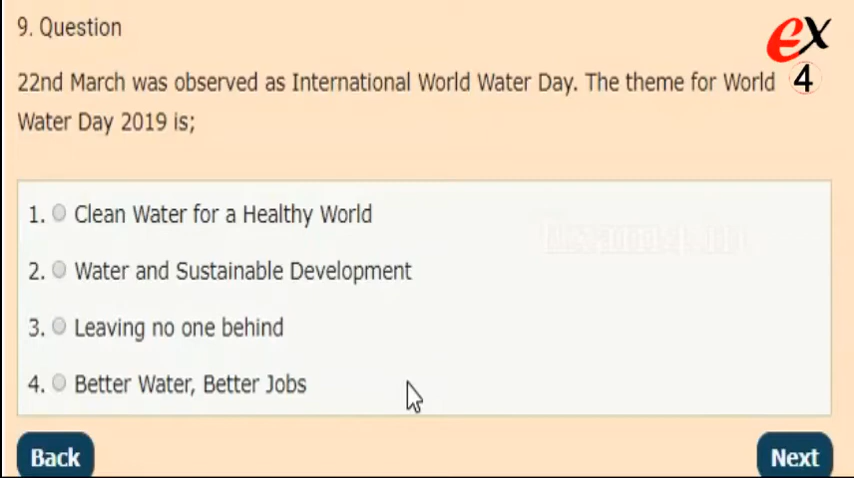 9. Question
ex
4
22nd March was observed as International World Water Day. The theme for World
Water Day 2019 is;
1. Clean Water for a Healthy World
2. Water and Sustainable Development
3. Leaving no one behind
4. Better Water, Better Jobs
Back
Next